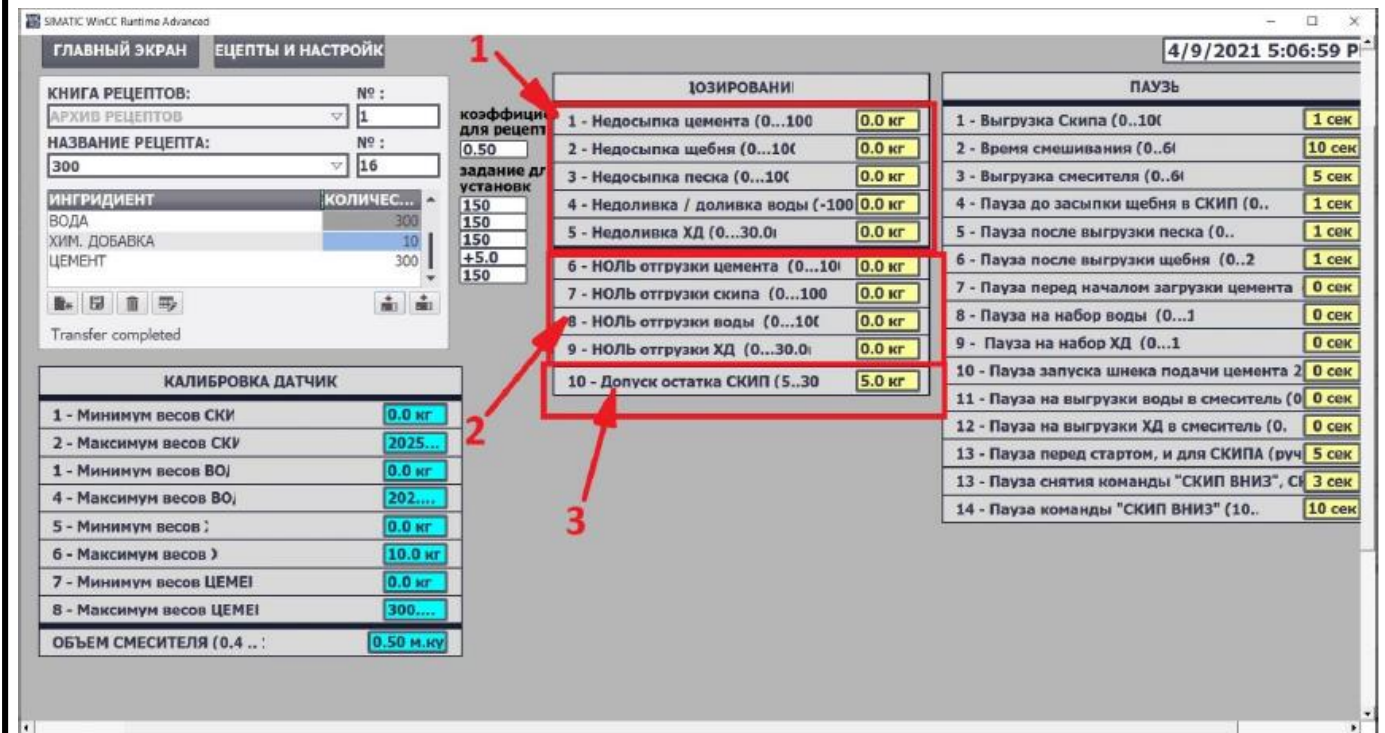 SIMATIC WinCC Runtime Advanced
ГЛАВНЫЙ ЭКРАН
ЕЦЕПТЫ И НАСТРОЙК
4/9/2021 5:06:59 P
КНИГА РЕЦЕПТОВ:
№ :
АРХИВ РЕЦЕПТОВ
1
НАЗВАНИЕ РЕЦЕПТА:
№ :
300
16
ИНГРИДИЕНТ
КОЛИЧЕС...
ВОДА
300
ХИМ. ДОБАВКА
10
ЦЕМЕНТ
300
Transfer completed
коэффици
для рецепт
0.50
задание дл
установк
150
150
150
+5.0
150
КАЛИБРОВКА ДАТЧИК
1 - Минимум весов СКИ
0.0 кг
2 - Максимум весов СКИ
2025...
1 - Минимум весов ВО
0.0 кг
4 - Максимум весов ВО
202....
5 - Минимум весов
0.0 кг
6 - Максимум весов
10.0 кг
7 - Минимум весов ЦЕМЕ
0.0 кг
8 - Максимум весов ЦЕМЕ
300....
ОБЪЕМ СМЕСИТЕЛЯ (0.4 ..
0.50 м.ку
1
2
3
ДОЗИРОВАНИ
1 - Недосыпка цемента (0...100
0.0 кг
2 - Недосыпка щебня (0...10
0.0 кг
3 - Недосыпка песка (0...10
0.0 кг
4 - Недоливка / доливка воды (-100
0.0 кг
5 - Недоливка ХД (0...30.0
0.0 кг
6 - НОЛЬ отгрузки цемента (0...10
0.0 кг
7 - НОЛЬ отгрузки скипа (0...100
0.0 кг
8 - НОЛЬ отгрузки воды (0...10
0.0 кг
9 - НОЛЬ отгрузки ХД (0...30.0
0.0 кг
10 - Допуск остатка СКИП (5..30
5.0 кг
ПАУЗЬ
1 - Выгрузка Скипа (0..10
1 сек
2 - Время смешивания (0..6
10 сек
3 - Выгрузка смесителя (0..6
5 сек
4 - Пауза до засыпки щебня в СКИП (0..
1 сек
5 - Пауза после выгрузки песка (0..
1 сек
6 - Пауза после выгрузки щебня (0..2
1 сек
7 - Пауза перед началом загрузки цемента
0 сек
8 - Пауза на набор воды (0...1
0 сек
9 - Пауза на набор ХД (0...1
0 сек
10 - Пауза запуска шнека подачи цемента 2
0 сек
11 - Пауза на выгрузки воды в смеситель (0
0 сек
12 - Пауза на выгрузки ХД в смеситель (0.
0 сек
13 - Пауза перед стартом, и для СКИПА (руч
5 сек
13 - Пауза снятия команды "СКИП ВНИЗ", С
3 сек
14 - Пауза команды "СКИП ВНИЗ" (10..
10 сек